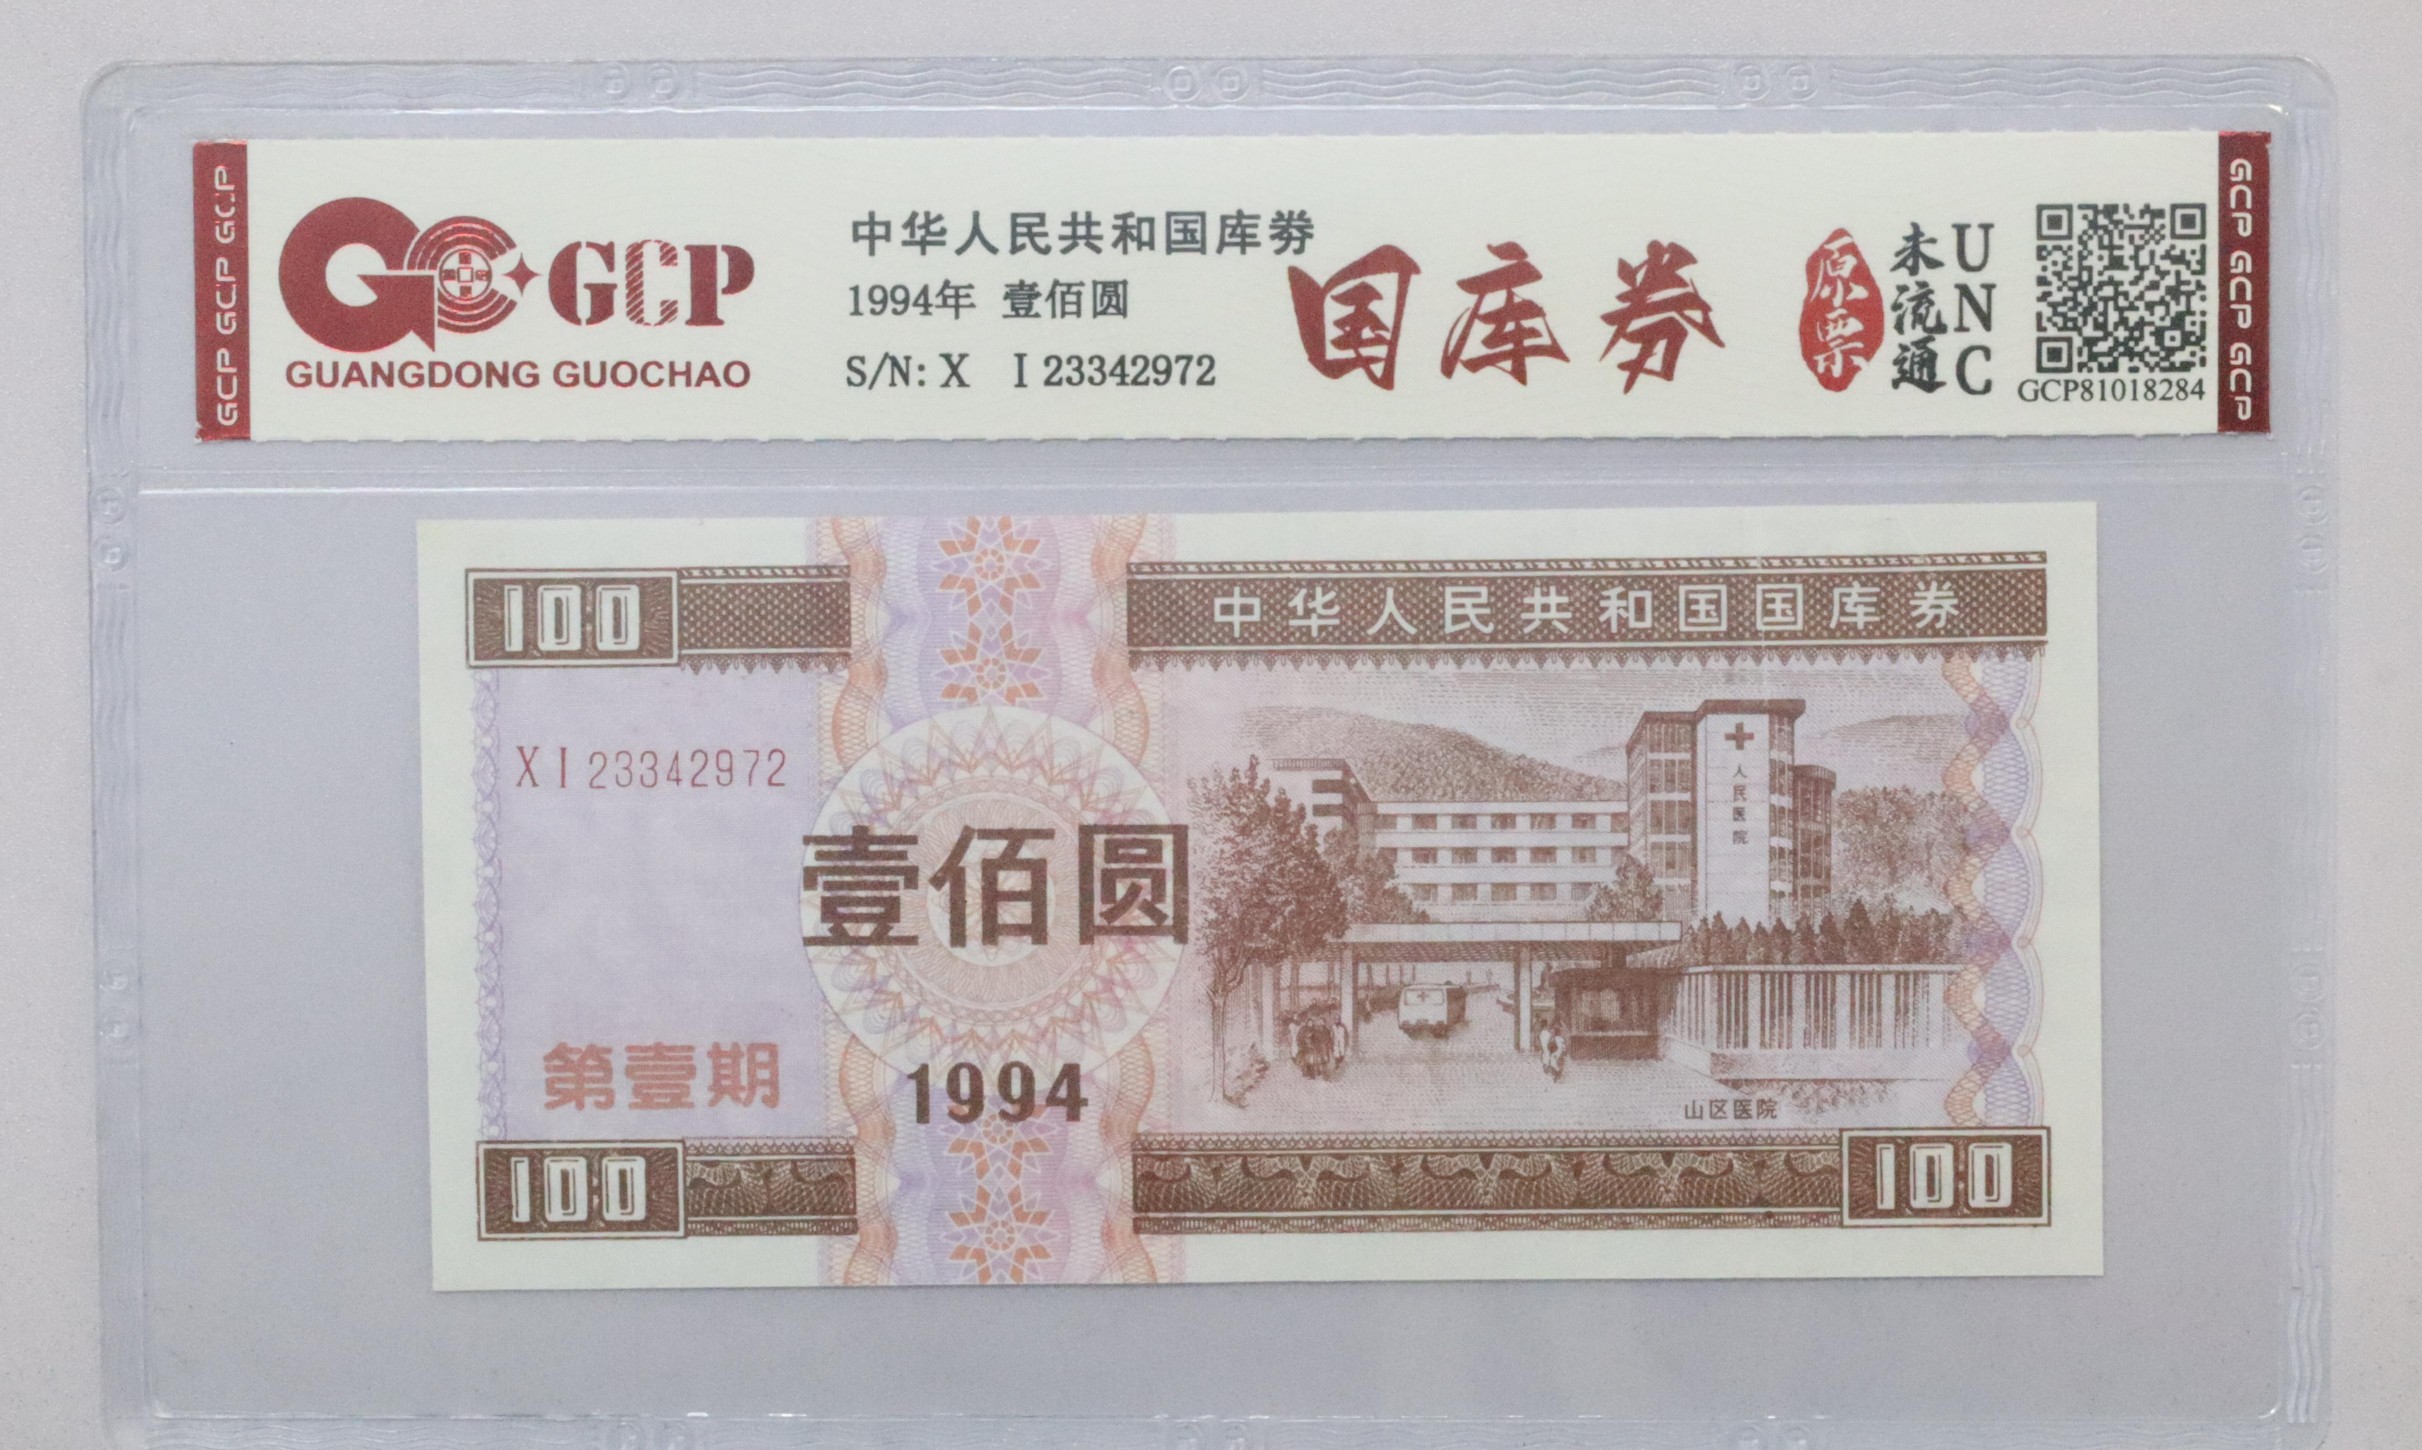 GCP GCP GCP
GCP
GUANGDONG GUOCHAO
中华人民共和国库券
1994年 壹佰圆
S/N: X I 23342972
国库券
原票
未流通
UNC
GCP81018284
GCP GCP GCP
100
中华人民共和国国库券
XI23342972
人民医院
壹佰圆
第壹期
1994
山区医院
100
100